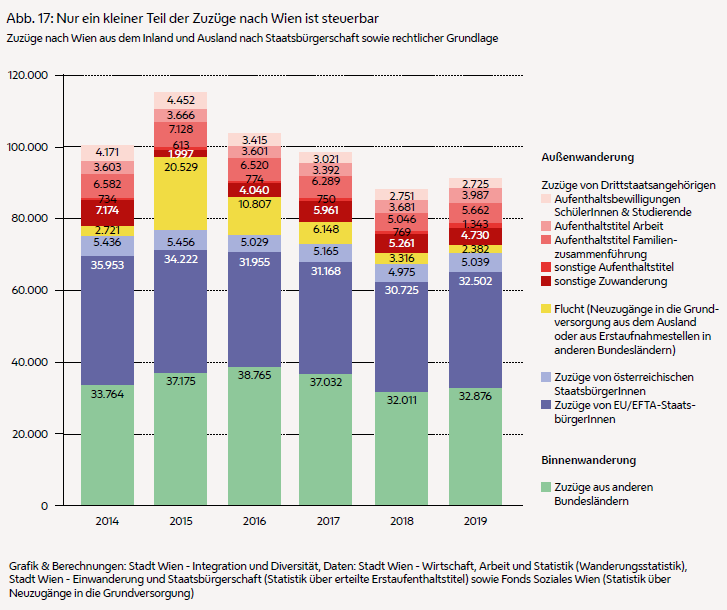 Abb. 17: Nur ein kleiner Teil der Zuzüge nach Wien ist steuerbar
Zuzüge nach Wien aus dem Inland und Ausland nach Staatsbürgerschaft sowie rechtlicher Grundlage
120.000
100.000
80.000
60.000
40.000
20.000
0
4.171
3.603
6.582
734
7.174
2.721
5.436
35.953
33.764
2014
4.452
3.666
7.128
613
1.997
20.529
5.456
34.222
37.175
2015
3.415
3.601
6.520
774
4.040
10.807
5.029
31.955
38.765
2016
3.021
3.392
6.289
750
5.961
6.148
5.165
31.168
37.032
2017
2.751
3.681
5.046
769
5.261
3.316
4.975
30.725
32.011
2018
2.725
3.987
5.662
1.343
4.730
2.382
5.039
32.502
32.876
2019
Außenwanderung
Zuzüge von Drittstaatsangehörigen
Aufenthaltsbewilligungen
SchülerInnen & Studierende
Aufenthaltstitel Arbeit
Aufenthaltstitel Familien-
zusammenführung
sonstige Aufenthaltstitel
sonstige Zuwanderung
Flucht (Neuzugänge in die Grund-
versorgung aus dem Ausland
oder aus Erstaufnahmestellen in
anderen Bundesländern)
Zuzüge von österreichischen
StaatsbürgerInnen
Zuzüge von EU/EFTA-Staats-
bürgerInnen
Binnenwanderung
Zuzüge aus anderen
Bundesländern
Grafik & Berechnungen: Stadt Wien - Integration und Diversität, Daten: Stadt Wien - Wirtschaft, Arbeit und Statistik (Wanderungsstatistik),
Stadt Wien - Einwanderung und Staatsbürgerschaft (Statistik über erteilte Erstaufenthaltstitel) sowie Fonds Soziales Wien (Statistik über
Neuzugänge in die Grundversorgung)